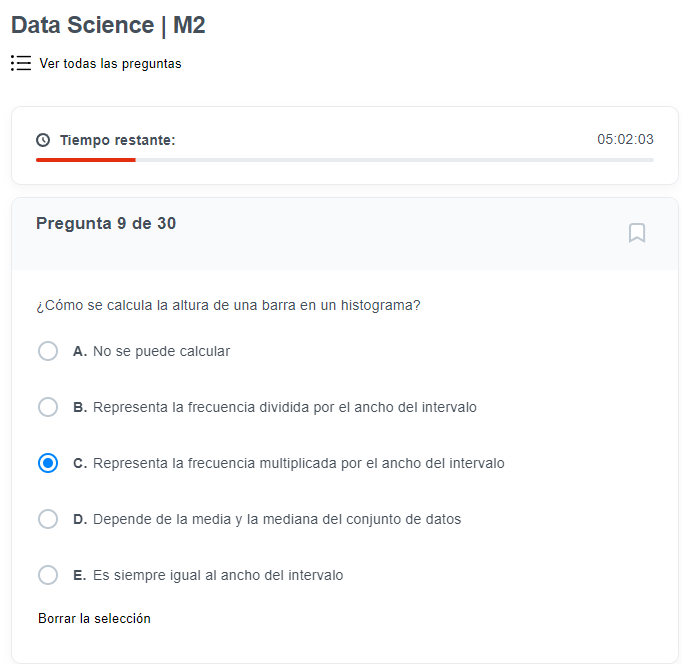 Data Science | M2
Ver todas las preguntas
Tiempo restante:
05:02:03
Pregunta 9 de 30
¿Cómo se calcula la altura de una barra en un histograma?
A. No se puede calcular
B. Representa la frecuencia dividida por el ancho del intervalo
C. Representa la frecuencia multiplicada por el ancho del intervalo
D. Depende de la media y la mediana del conjunto de datos
E. Es siempre igual al ancho del intervalo
Borrar la selección